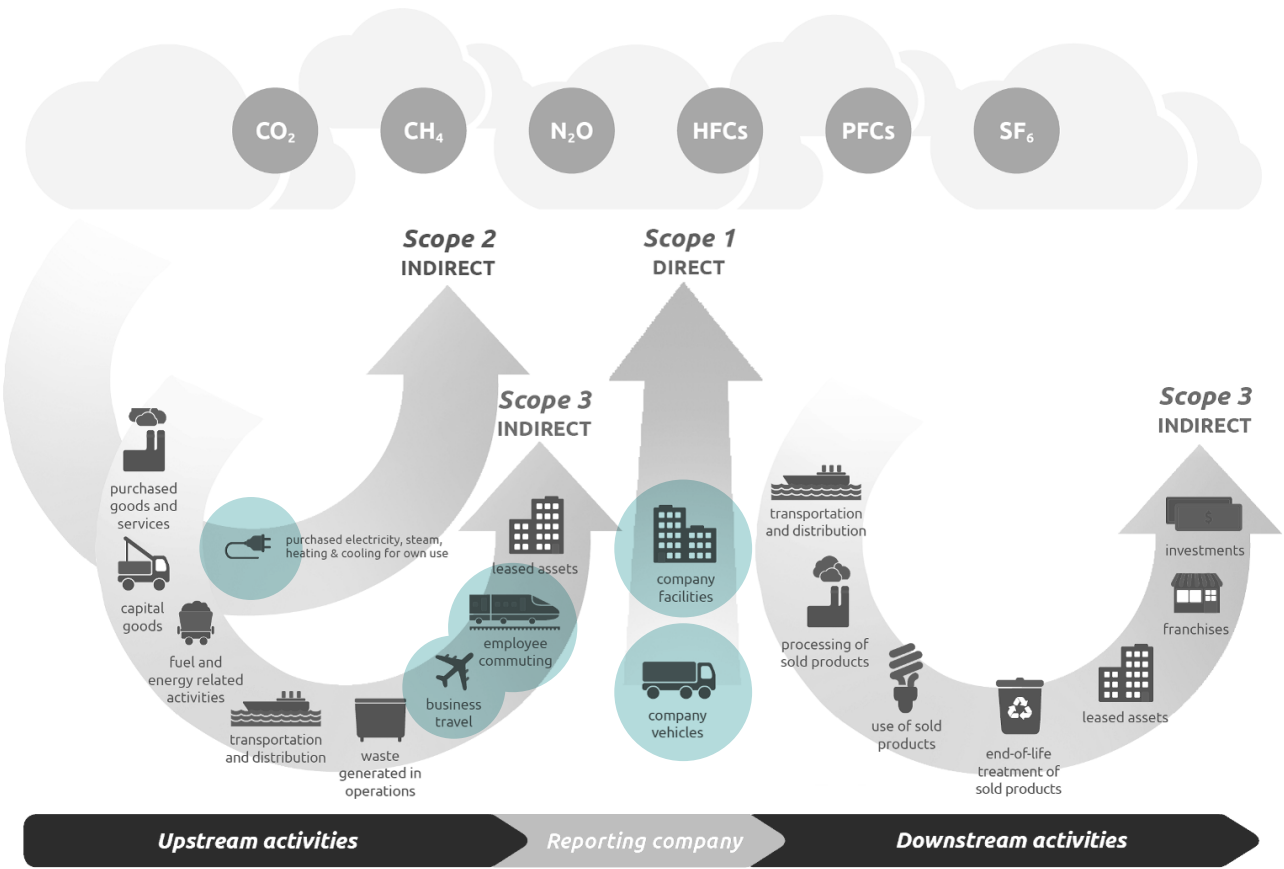 CO₂
CH₄
N₂O
HFCs
PFCs
SF₆
Scope 2
INDIRECT
Scope 1
DIRECT
Scope 3
INDIRECT
Scope 3
INDIRECT
purchased
goods and
services
purchased electricity, steam,
heating & cooling for own use
capital
goods
fuel and
energy related
activities
transportation
and distribution
waste
generated in
operations
business
travel
employee
commuting
leased assets
company
facilities
company
vehicles
transportation
and distribution
processing of
sold products
use of sold
products
end-of-life
treatment of
sold products
leased assets
franchises
investments
$
Upstream activities
Reporting company
Downstream activities